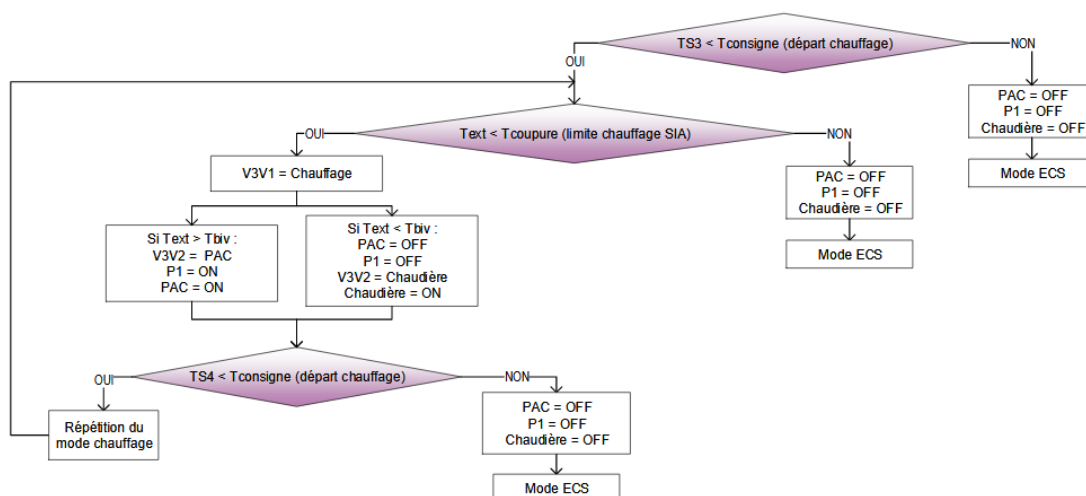 TS3 < Tconsigne (départ chauffage)
OUI
NON
PAC = OFF
P1 = OFF
Chaudière = OFF
Mode ECS
Text < Tcoupure (limite chauffage SIA)
OUI
NON
PAC = OFF
P1 = OFF
Chaudière = OFF
Mode ECS
V3V1 = Chauffage
Si Text > Tbiv :
V3V2 = PAC
P1 = ON
PAC = ON
Si Text < Tbiv :
PAC = OFF
P1 = OFF
V3V2 = Chaudière
Chaudière = ON
TS4 < Tconsigne (départ chauffage)
OUI
NON
Répétition du
mode chauffage
PAC = OFF
P1 = OFF
Chaudière = OFF
Mode ECS